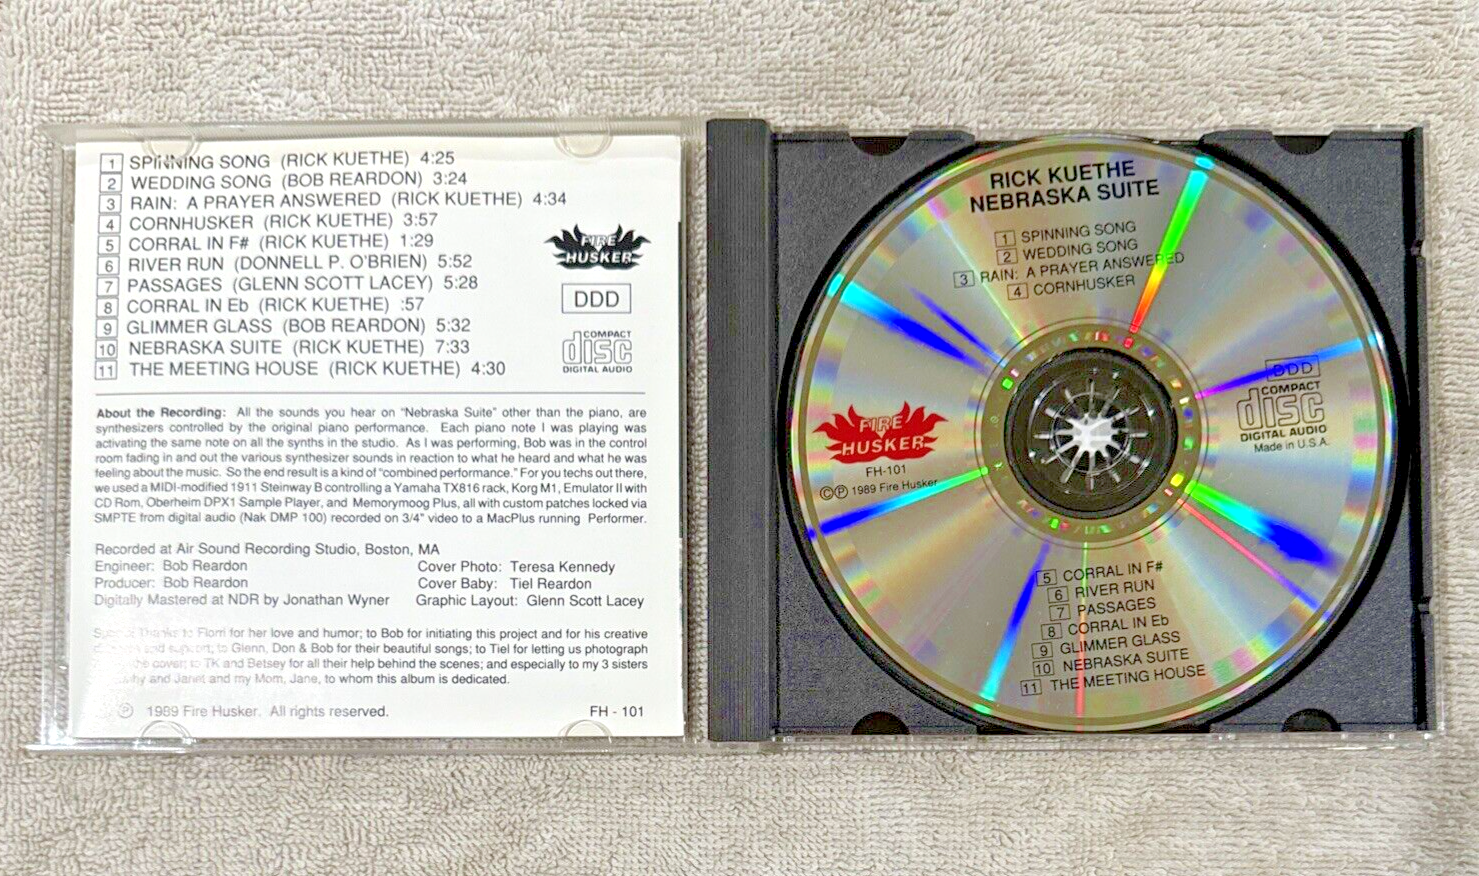 1 SPINNING SONG (RICK KUETHE) 4:25
2 WEDDING SONG (BOB REARDON) 3:24
3 RAIN: A PRAYER ANSWERED (RICK KUETHE) 4:34
4 CORNHUSKER (RICK KUETHE) 3:57
5 CORRAL IN F# (RICK KUETHE) 1:29
6 RIVER RUN (DONNELL P. O'BRIEN) 5:52
7 PASSAGES (GLENN SCOTT LACEY) 5:28
8 CORRAL IN Eb (RICK KUETHE) :57
9 GLIMMER GLASS (BOB REARDON) 5:32
10 NEBRASKA SUITE (RICK KUETHE) 7:33
11 THE MEETING HOUSE (RICK KUETHE) 4:30
FIRE
HUSKER
DDD
COMPACT
disc
DIGITAL AUDIO
About the Recording: All the sounds you hear on "Nebraska Suite" other than the piano, are
synthesizers controlled by the original piano performance. Each piano note I was playing was
activating the same note on all the synths in the studio. As I was performing, Bob was in the control
room fading in and out the various synthesizer sounds in reaction to what he heard and what he was
feeling about the music. So the end result is a kind of "combined performance." For you techs out there,
we used a MIDI-modified 1911 Steinway B controlling a Yamaha TX816 rack, Korg M1, Emulator II with
CD Rom, Oberheim DPX1 Sample Player, and Memorymoog Plus, all with custom patches locked via
SMPTE from digital audio (Nak DMP 100) recorded on 3/4" video to a MacPlus running Performer.
Recorded at Air Sound Recording Studio, Boston, MA
Engineer: Bob Reardon Cover Photo: Teresa Kennedy
Producer: Bob Reardon Cover Baby: Tiel Reardon
Digitally Mastered at NDR by Jonathan Wyner Graphic Layout: Glenn Scott Lacey
Special Thanks to Florri for her love and humor; to Bob for initiating this project and for his creative
and support; to Glenn, Don & Bob for their beautiful songs; to Tiel for letting us photograph
the cover; to TK and Betsey for all their help behind the scenes; and especially to my 3 sisters
and Janet and my Mom, Jane, to whom this album is dedicated.
℗ 1989 Fire Husker. All rights reserved. FH - 101
RICK KUETHE
NEBRASKA SUITE
1 SPINNING SONG
2 WEDDING SONG
3 RAIN: A PRAYER ANSWERED
4 CORNHUSKER
FIRE
HUSKER
FH-101
©℗ 1989 Fire Husker
DDD
COMPACT
disc
DIGITAL AUDIO
Made in U.S.A.
5 CORRAL IN F#
6 RIVER RUN
7 PASSAGES
8 CORRAL IN Eb
9 GLIMMER GLASS
10 NEBRASKA SUITE
11 THE MEETING HOUSE